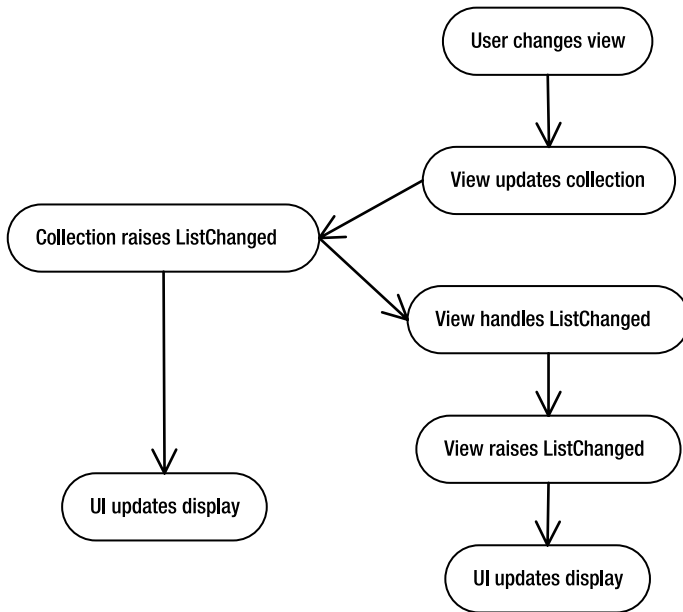 User changes view
View updates collection
Collection raises ListChanged
View handles ListChanged
View raises ListChanged
UI updates display
UI updates display